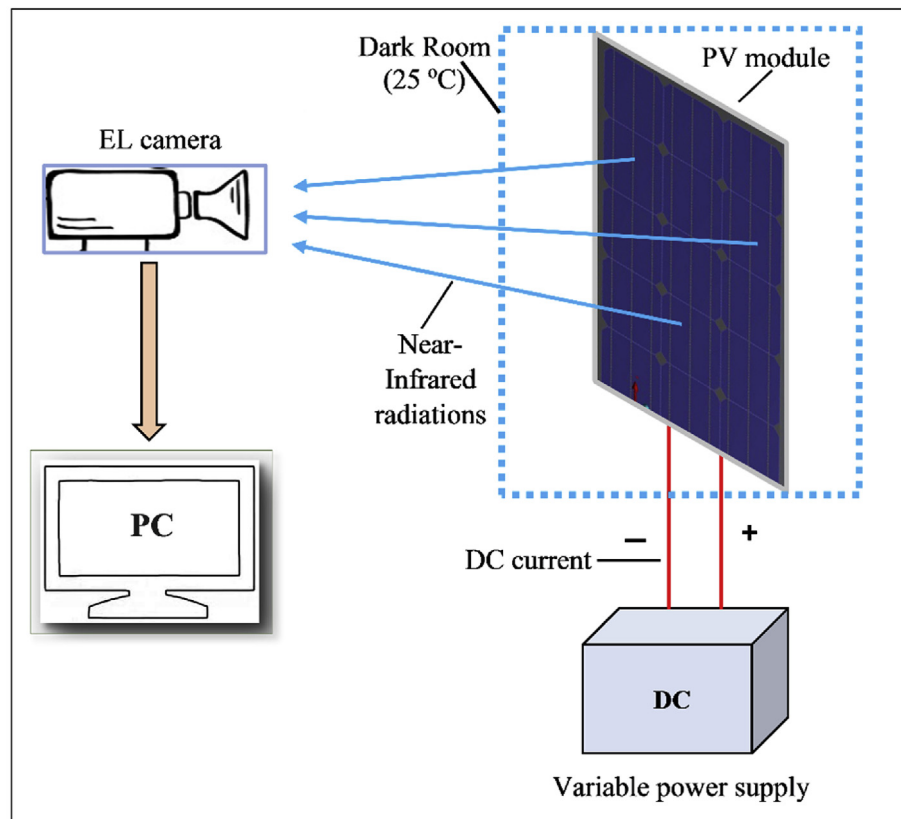 Dark Room
(25 ºC)
PV module
EL camera
Near-
Infrared
radiations
PC
– +
DC current
DC
Variable power supply